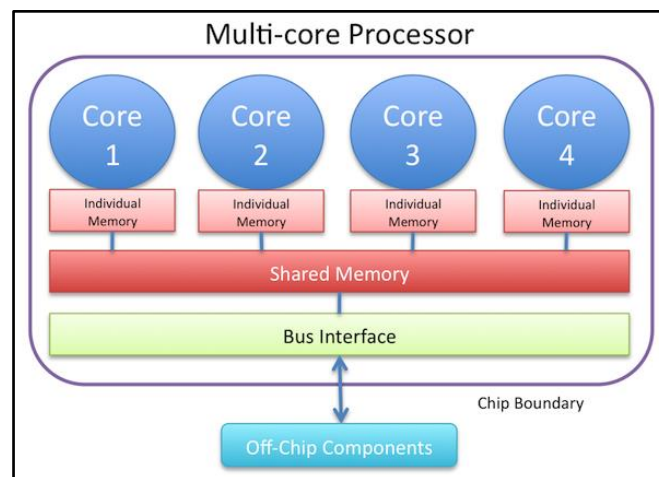 Multi-core Processor
Core
1
Core
2
Core
3
Core
4
Individual
Memory
Individual
Memory
Individual
Memory
Individual
Memory
Shared Memory
Bus Interface
Chip Boundary
Off-Chip Components